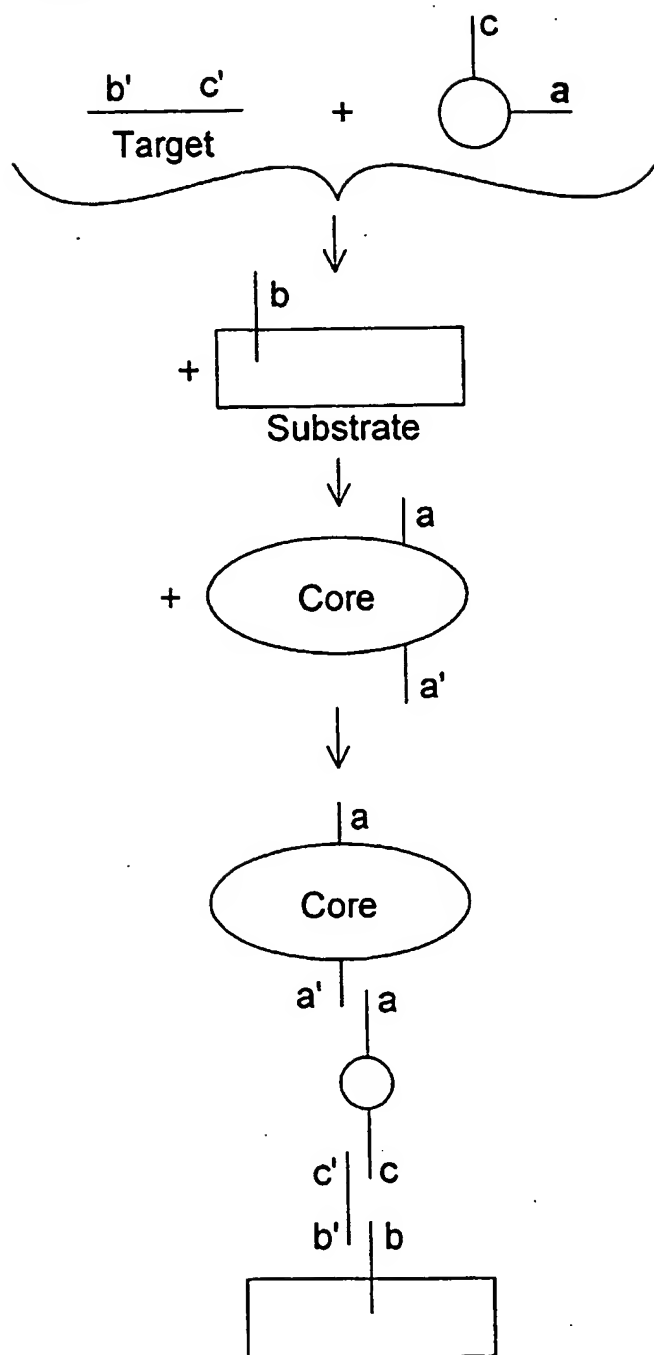 c
b' c' + a
Target
b
+
Substrate
a
+ Core
a'
a
Core
a' a
c' c
b' b